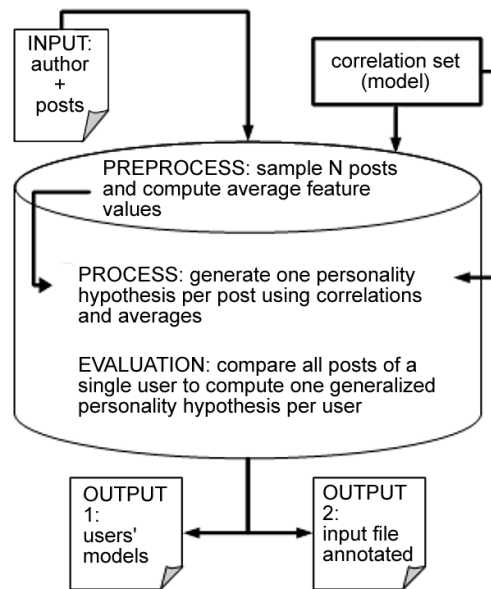 INPUT:
author
+
posts
correlation set
(model)
PREPROCESS: sample N posts
and compute average feature
values
PROCESS: generate one personality
hypothesis per post using correlations
and averages
EVALUATION: compare all posts of a
single user to compute one generalized
personality hypothesis per user
OUTPUT
1:
users'
models
OUTPUT
2:
input file
annotated